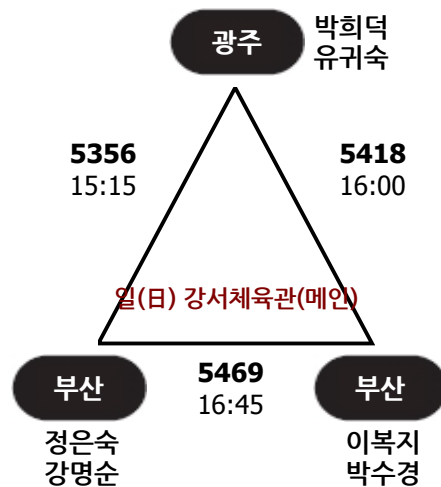 광주
박희덕
유귀숙
5356
15:15
5418
16:00
일(日) 강서체육관(메인)
부산
5469
16:45
부산
정은숙
강명순
이복지
박수경